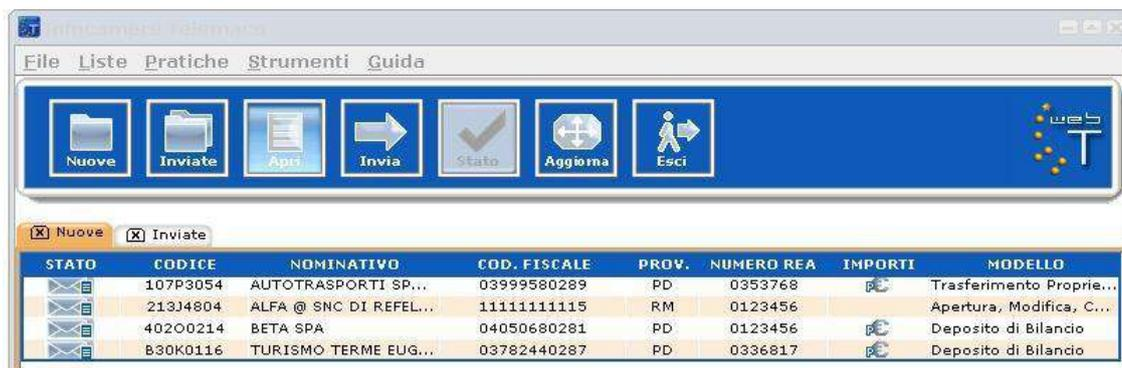 infocamere Telemaco
File Liste Pratiche Strumenti Guida
Nuove Inviate Apri Invia Stato Aggiorna Esci
web T
Nuove Inviate
STATO CODICE NOMINATIVO COD. FISCALE PROV. NUMERO REA IMPORTI MODELLO
107P3054 AUTOTRASPORTI SP... 03999580289 PD 0353768 Trasferimento Proprie...
213J4804 ALFA @ SNC DI REFEL... 11111111115 RM 0123456 Apertura, Modifica, C...
402O0214 BETA SPA 04050680281 PD 0123456 Deposito di Bilancio
B30K0116 TURISMO TERME EUG... 03782440287 PD 0336817 Deposito di Bilancio